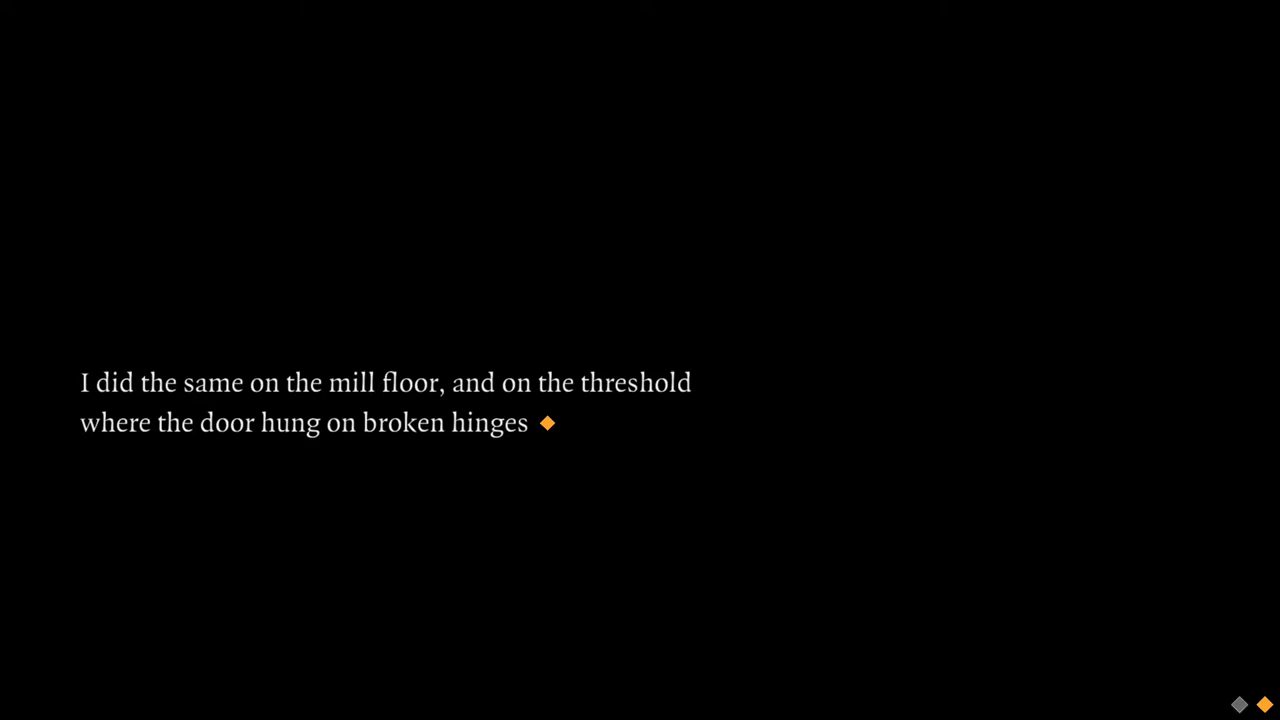 I did the same on the mill floor, and on the threshold
where the door hung on broken hinges